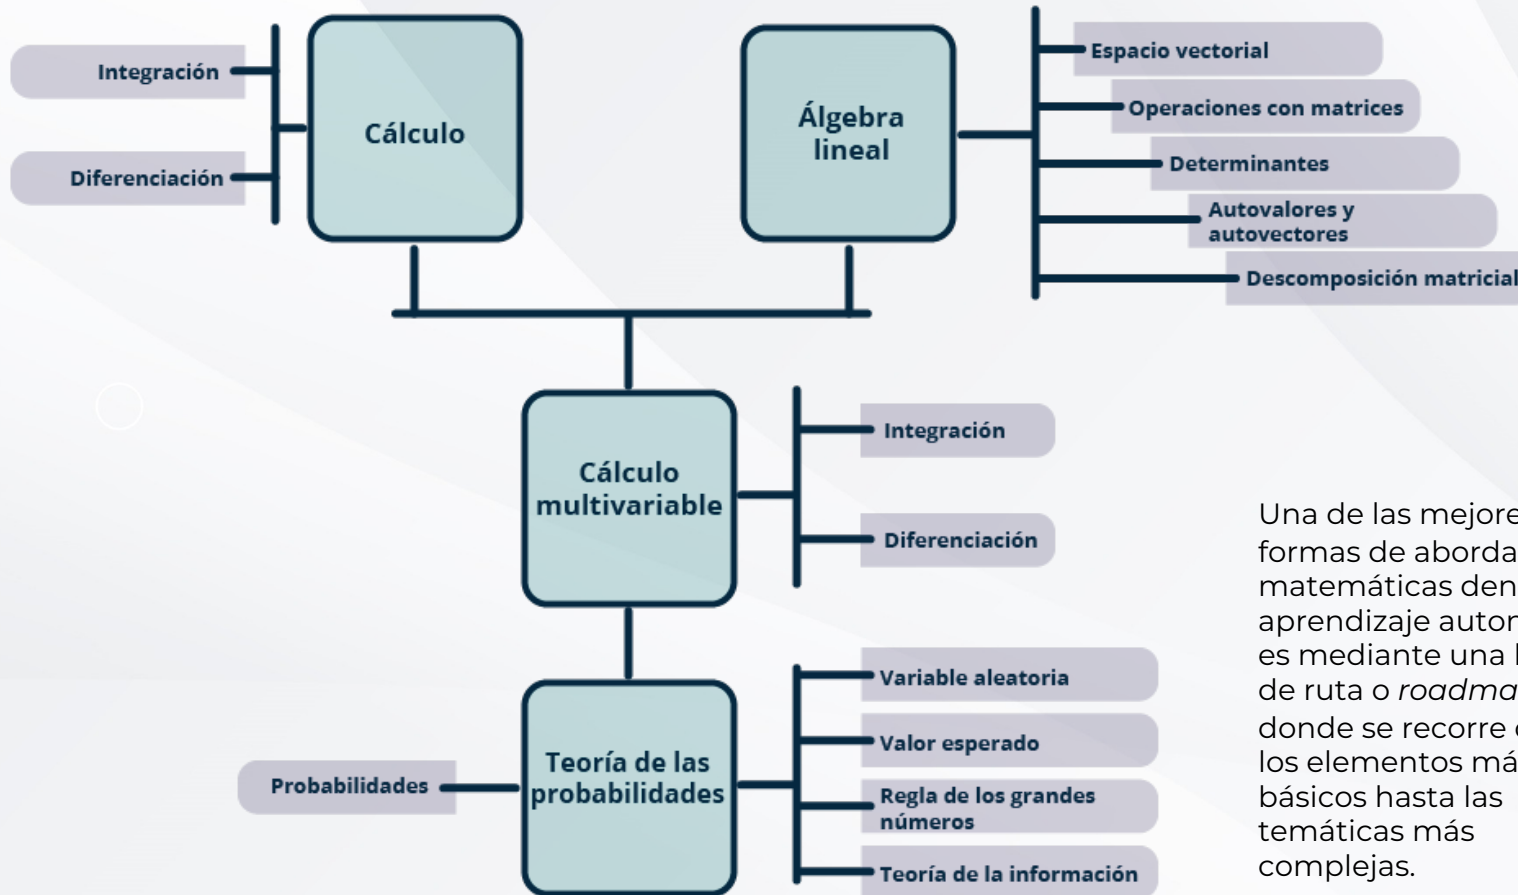 Integración
Diferenciación
Cálculo
Álgebra
lineal
Espacio vectorial
Operaciones con matrices
Determinantes
Autovalores y
autovectores
Descomposición matricial
Cálculo
multivariable
Integración
Diferenciación
Probabilidades
Teoría de las
probabilidades
Variable aleatoria
Valor esperado
Regla de los grandes
números
Teoría de la información
Una de las mejore
formas de aborda
matemáticas den
aprendizaje
es mediante una
de ruta o roadma
donde se recorre
los elementos má
básicos hasta las
temáticas más
complejas.